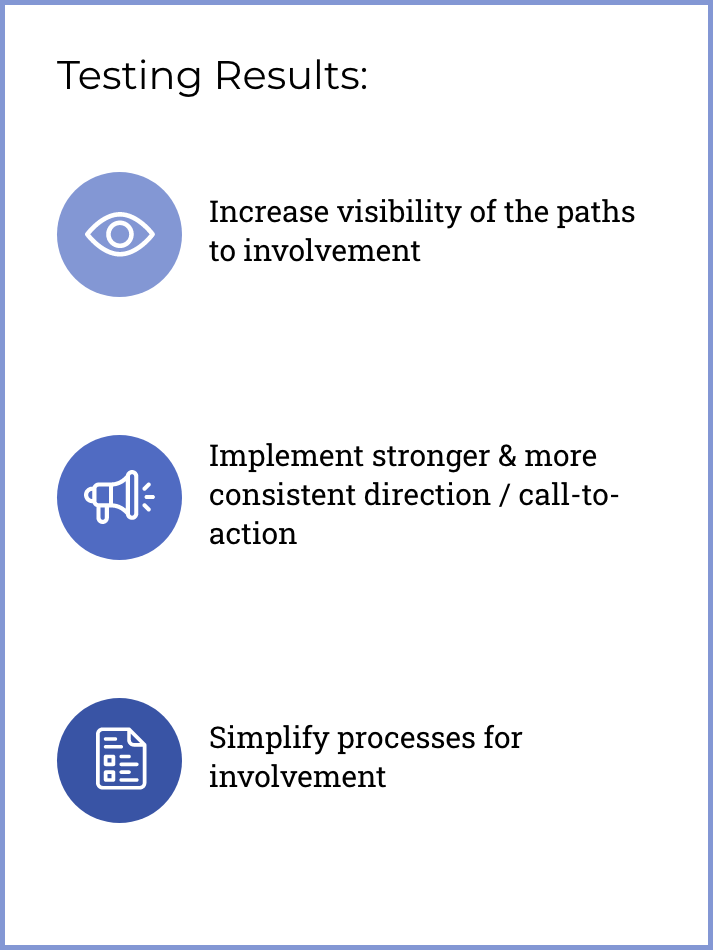 Testing Results:
Increase visibility of the paths
to involvement
Implement stronger & more
consistent direction / call-to-
action
Simplify processes for
involvement